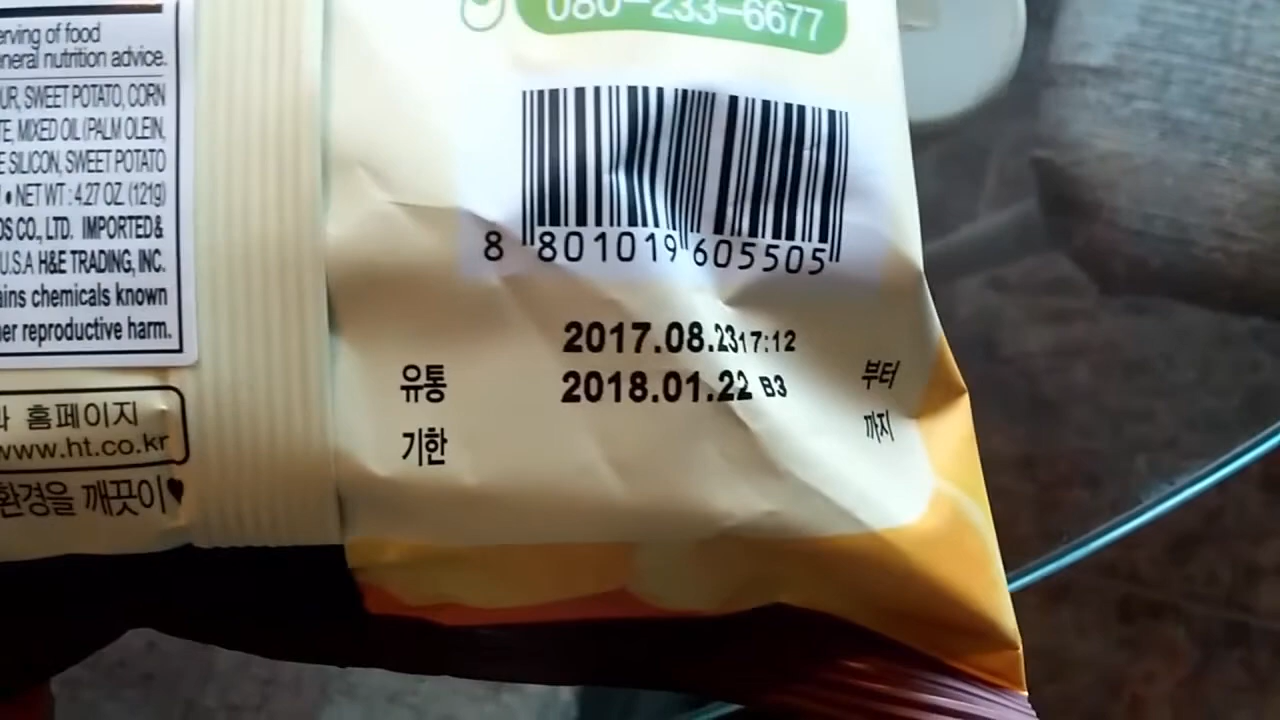 080-233-6677
erving of food
eneral nutrition advice.
UR, SWEET POTATO, CORN
TE, MIXED OIL (PALM OLEIN,
E SILICON, SWEET POTATO
• NET WT : 4.27 OZ. (121g)
DS CO., LTD. IMPORTED &
U.S.A H&E TRADING, INC.
ains chemicals known
er reproductive harm.
8 801019 605505
2017.08.23 17:12
유통 2018.01.22 B3 부터
기한 까지
홈페이지
www.ht.co.kr
환경을 깨끗이♥